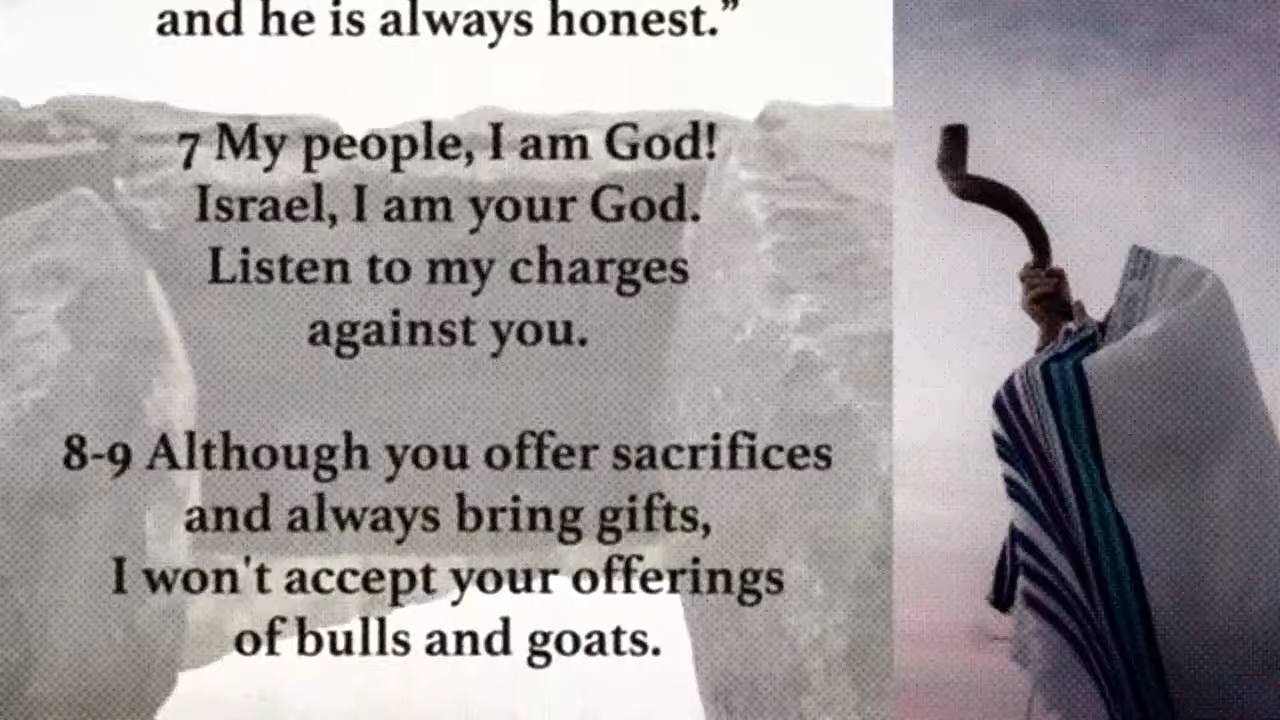 and he is always honest.”
7 My people, I am God!
Israel, I am your God.
Listen to my charges
against you.
8-9 Although you offer sacrifices
and always bring gifts,
I won't accept your offerings
of bulls and goats.